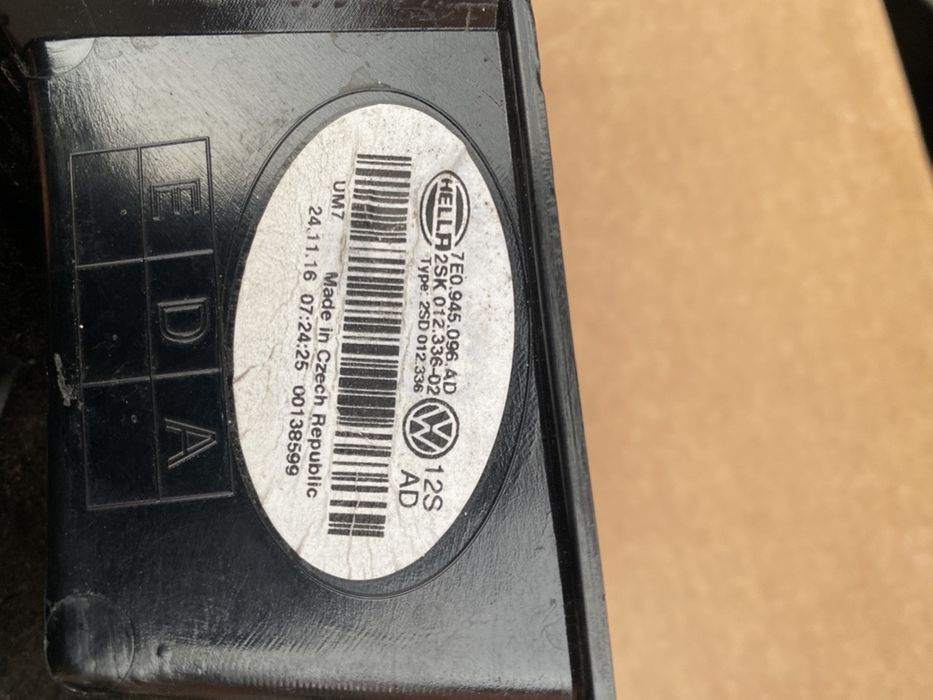 HELLA
7E0.945.096.AD
2SK 012.336-02
Type: 2SD 012.336
VW
12S
AD
UM7
Made in Czech Republic
24.11.16 07:24:25 00138599
E D A